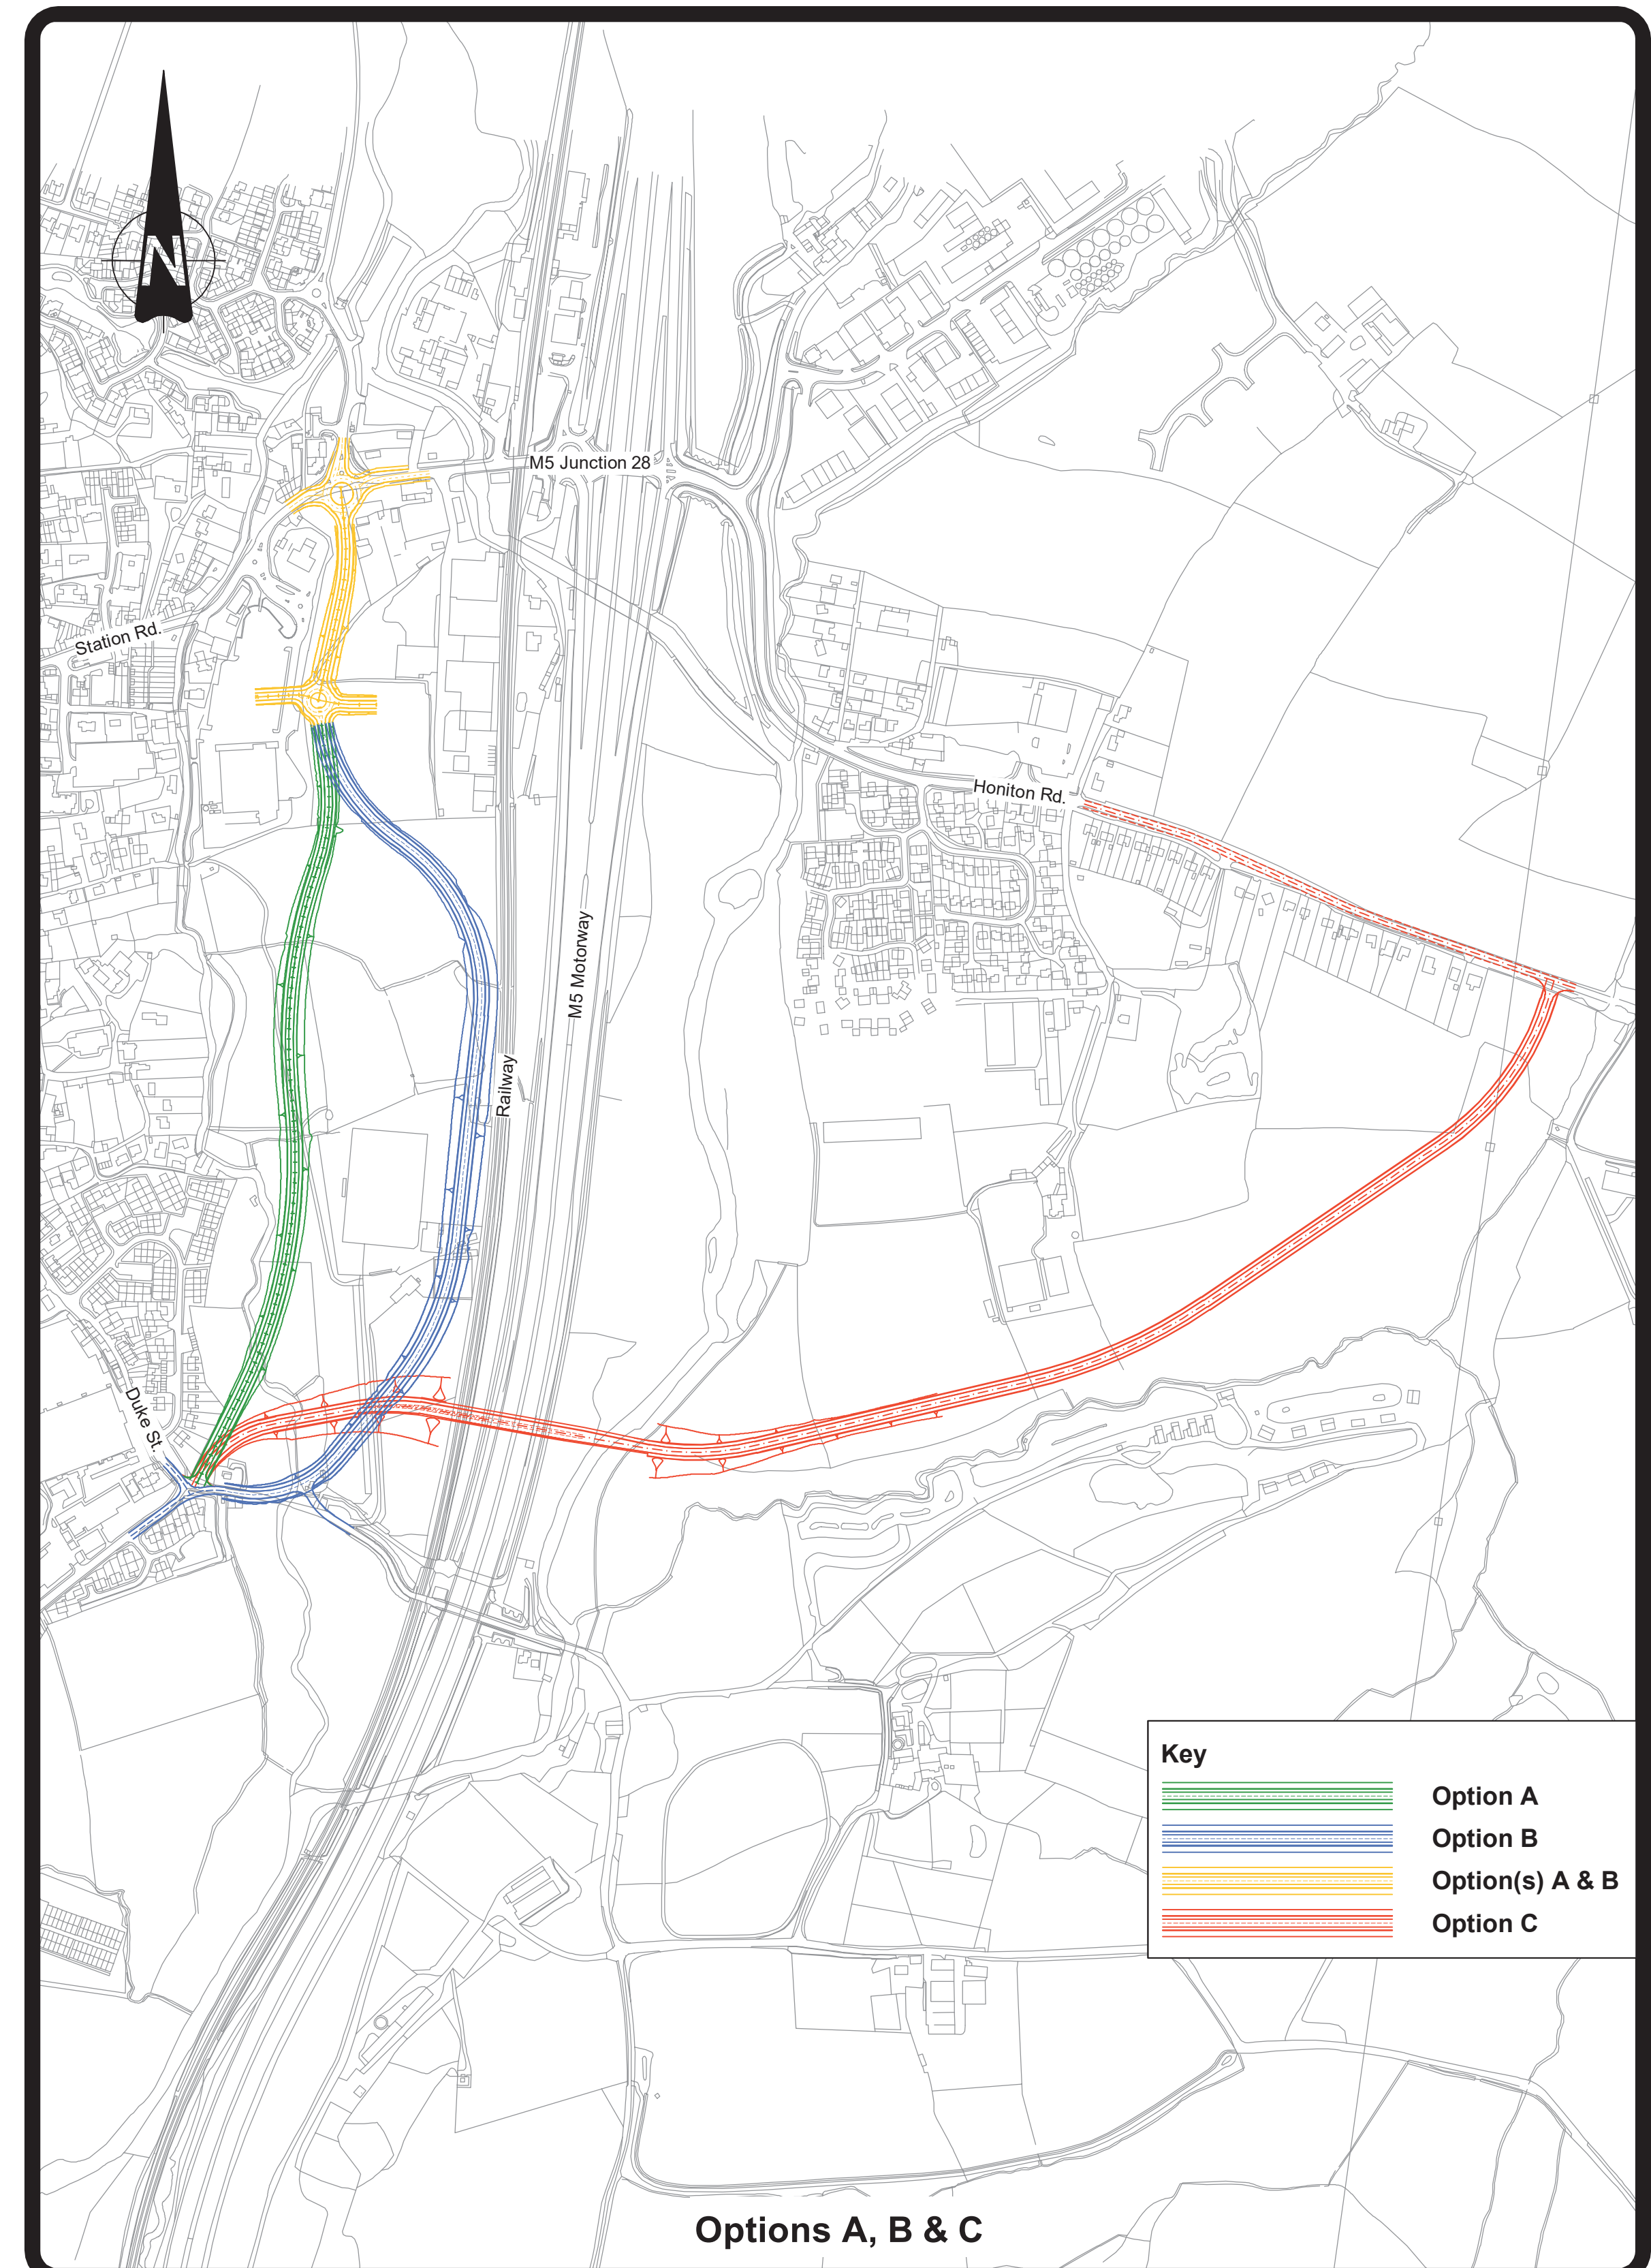 N
M5 Junction 28
Station Rd.
Honiton Rd.
M5 Motorway
Railway
Duke St.
Key
Option A
Option B
Option(s) A & B
Option C
Options A, B & C